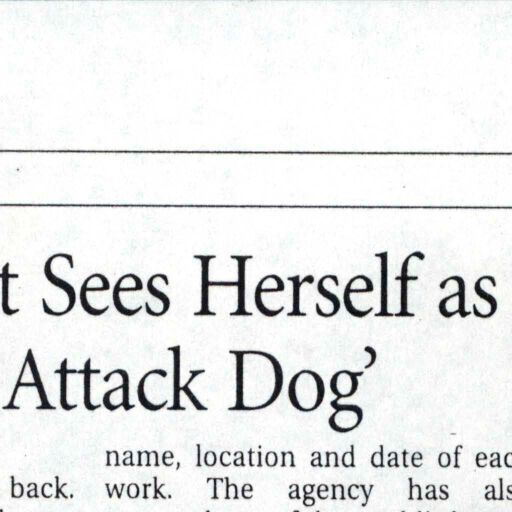 t Sees Herself as
Attack Dog’
name, location and date of eac
back. work. The agency has als